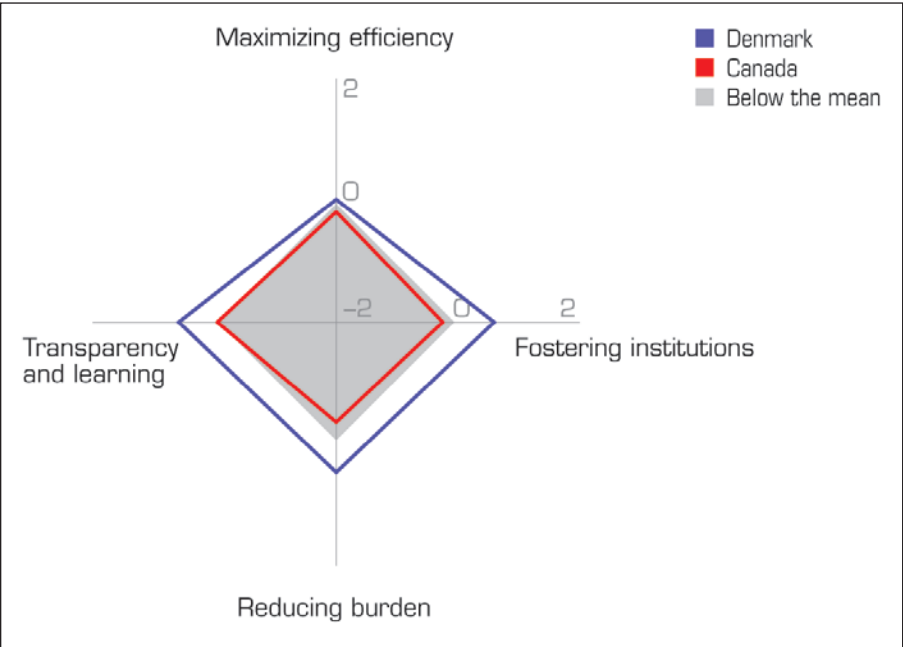 Maximizing efficiency
Denmark
Canada
Below the mean
2
0
–2
0
2
Transparency
and learning
Fostering institutions
Reducing burden